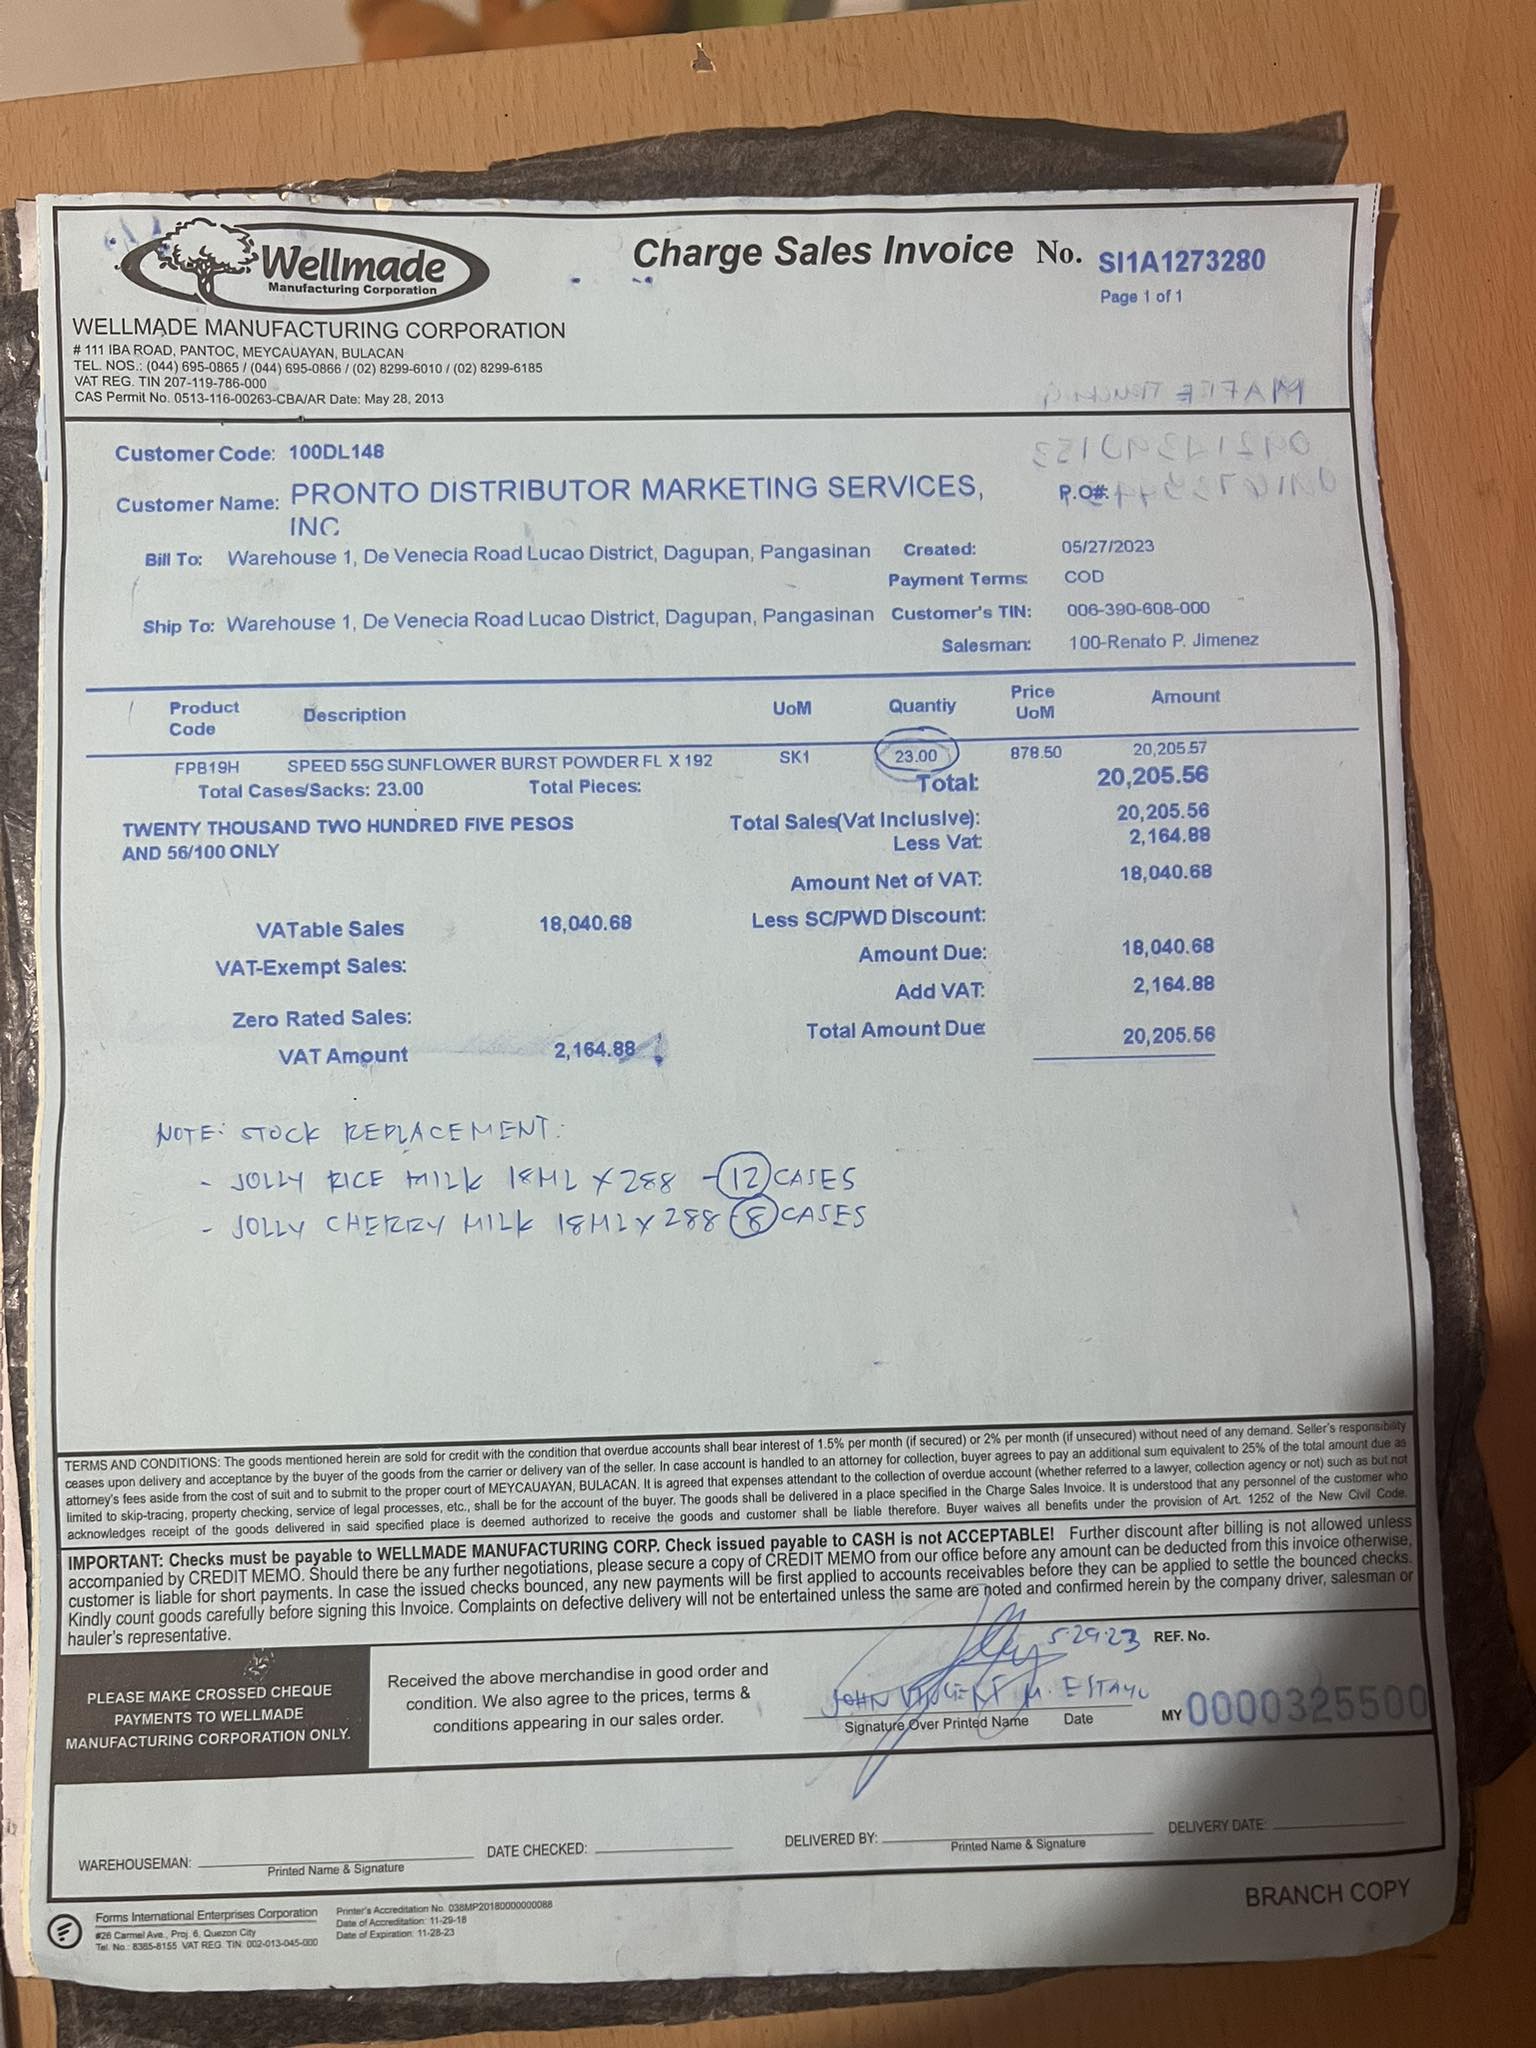 Wellmade
Manufacturing Corporation
Charge Sales Invoice No. SI1A1273280
Page 1 of 1
WELLMADE MANUFACTURING CORPORATION
# 111 IBA ROAD, PANTOC, MEYCAUAYAN, BULACAN
TEL. NOS.: (044) 695-0865 / (044) 695-0866 / (02) 8299-6010 / (02) 8299-6185
VAT REG. TIN 207-119-786-000
CAS Permit No. 0513-116-00263-CBA/AR Date: May 28, 2013
Customer Code: 100DL148
Customer Name: PRONTO DISTRIBUTOR MARKETING SERVICES, INC
P.O#:
Bill To: Warehouse 1, De Venecia Road Lucao District, Dagupan, Pangasinan
Created: 05/27/2023
Payment Terms: COD
Ship To: Warehouse 1, De Venecia Road Lucao District, Dagupan, Pangasinan
Customer's TIN: 006-390-608-000
Salesman: 100-Renato P. Jimenez
Product Code Description UoM Quantiy Price UoM Amount
FPB19H SPEED 55G SUNFLOWER BURST POWDER FL X 192 SK1 23.00 878.50 20,205.57
Total Cases/Sacks: 23.00 Total Pieces: Total: 20,205.56
TWENTY THOUSAND TWO HUNDRED FIVE PESOS
AND 56/100 ONLY
Total Sales(Vat Inclusive): 20,205.56
Less Vat: 2,164.88
Amount Net of VAT: 18,040.68
VATable Sales 18,040.68
Less SC/PWD Discount:
VAT-Exempt Sales:
Amount Due: 18,040.68
Add VAT: 2,164.88
Zero Rated Sales:
Total Amount Due: 20,205.56
VAT Amount 2,164.88
NOTE: STOCK REPLACEMENT:
- JOLLY RICE MILK 18ML X 288 - 12 CASES
- JOLLY CHERRY MILK 18ML X 288 8 CASES
TERMS AND CONDITIONS: The goods mentioned herein are sold for credit with the condition that overdue accounts shall bear interest of 1.5% per month (if secured) or 2% per month (if unsecured) without need of any demand. Seller's responsibility
ceases upon delivery and acceptance by the buyer of the goods from the carrier or delivery van of the seller. In case account is handled to an attorney for collection, buyer agrees to pay an additional sum equivalent to 25% of the total amount due as
attorney's fees aside from the cost of suit and to submit to the proper court of MEYCAUAYAN, BULACAN. It is agreed that expenses attendant to the collection of overdue account (whether referred to a lawyer, collection agency or not) such as but not
limited to skip-tracing, property checking, service of legal processes, etc., shall be for the account of the buyer. The goods shall be delivered in a place specified in the Charge Sales Invoice. It is understood that any personnel of the customer who
acknowledges receipt of the goods delivered in said specified place is deemed authorized to receive the goods and customer shall be liable therefore. Buyer waives all benefits under the provision of Art. 1252 of the New Civil Code.
IMPORTANT: Checks must be payable to WELLMADE MANUFACTURING CORP. Check issued payable to CASH is not ACCEPTABLE! Further discount after billing is not allowed unless
accompanied by CREDIT MEMO. Should there be any further negotiations, please secure a copy of CREDIT MEMO from our office before any amount can be deducted from this invoice otherwise,
customer is liable for short payments. In case the issued checks bounced, any new payments will be first applied to accounts receivables before they can be applied to settle the bounced checks.
Kindly count goods carefully before signing this Invoice. Complaints on defective delivery will not be entertained unless the same are noted and confirmed herein by the company driver, salesman or
hauler's representative.
PLEASE MAKE CROSSED CHEQUE
PAYMENTS TO WELLMADE
MANUFACTURING CORPORATION ONLY.
Received the above merchandise in good order and
condition. We also agree to the prices, terms &
conditions appearing in our sales order.
5-29-23
JOHN VINCENT M. ESTAYO
Signature Over Printed Name Date
REF. No.
MY 0000325500
WAREHOUSEMAN:
Printed Name & Signature
DATE CHECKED:
DELIVERED BY:
Printed Name & Signature
DELIVERY DATE:
BRANCH COPY
Forms International Enterprises Corporation
#26 Carmel Ave., Proj. 6, Quezon City
Tel. No.: 8365-8155 VAT REG. TIN: 002-013-045-000
Printer's Accreditation No. 038MP20180000000088
Date of Accreditation: 11-29-18
Date of Expiration: 11-28-23